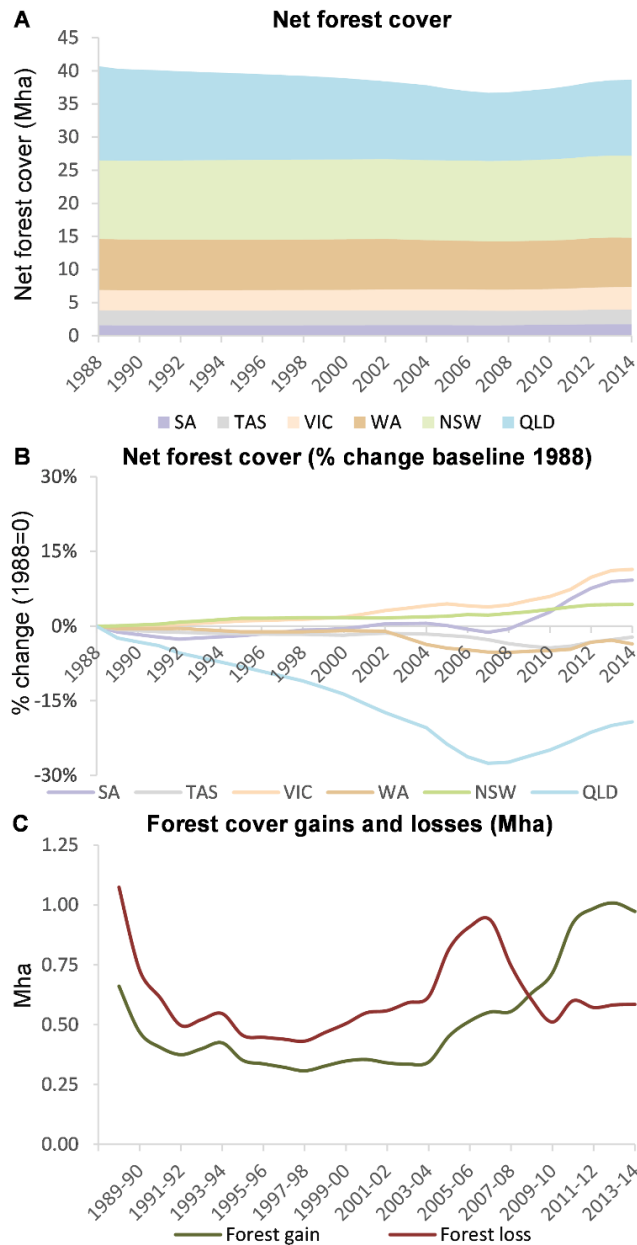 A Net forest cover
Net forest cover (Mha)
45
40
35
30
25
20
15
10
5
0
1988 1990 1992 1994 1996 1998 2000 2002 2004 2006 2008 2010 2012 2014
SA TAS VIC WA NSW QLD
B Net forest cover (% change baseline 1988)
% change (1988=0)
30%
15%
0%
-15%
-30%
1988 1990 1992 1994 1996 1998 2000 2002 2004 2006 2008 2010 2012 2014
SA TAS VIC WA NSW QLD
C Forest cover gains and losses (Mha)
Mha
1.25
1.00
0.75
0.50
0.25
0.00
1989-90 1991-92 1993-94 1995-96 1997-98 1999-00 2001-02 2003-04 2005-06 2007-08 2009-10 2011-12 2013-14
Forest gain Forest loss